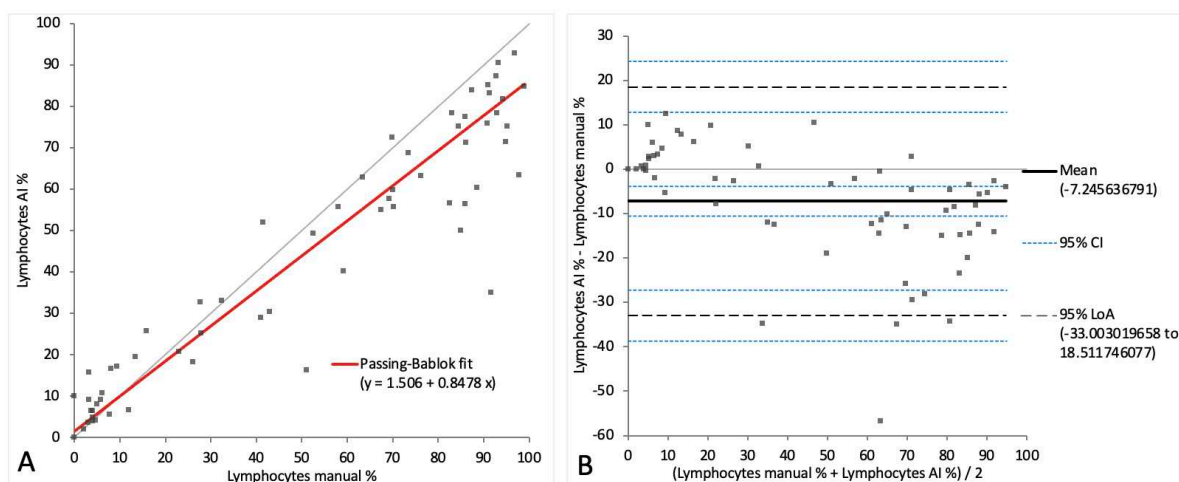 100
90
80
70
60
50
40
30
20
10
0
Lymphocytes AI %
0 10 20 30 40 50 60 70 80 90 100
Lymphocytes manual %
Passing-Bablok fit
(y = 1.506 + 0.8478 x)
A
30
20
10
0
-10
-20
-30
-40
-50
-60
Lymphocytes AI % - Lymphocytes manual %
0 10 20 30 40 50 60 70 80 90 100
(Lymphocytes manual % + Lymphocytes AI %) / 2
B
Mean
(-7.245636791)
95% CI
95% LoA
(-33.003019658 to
18.511746077)